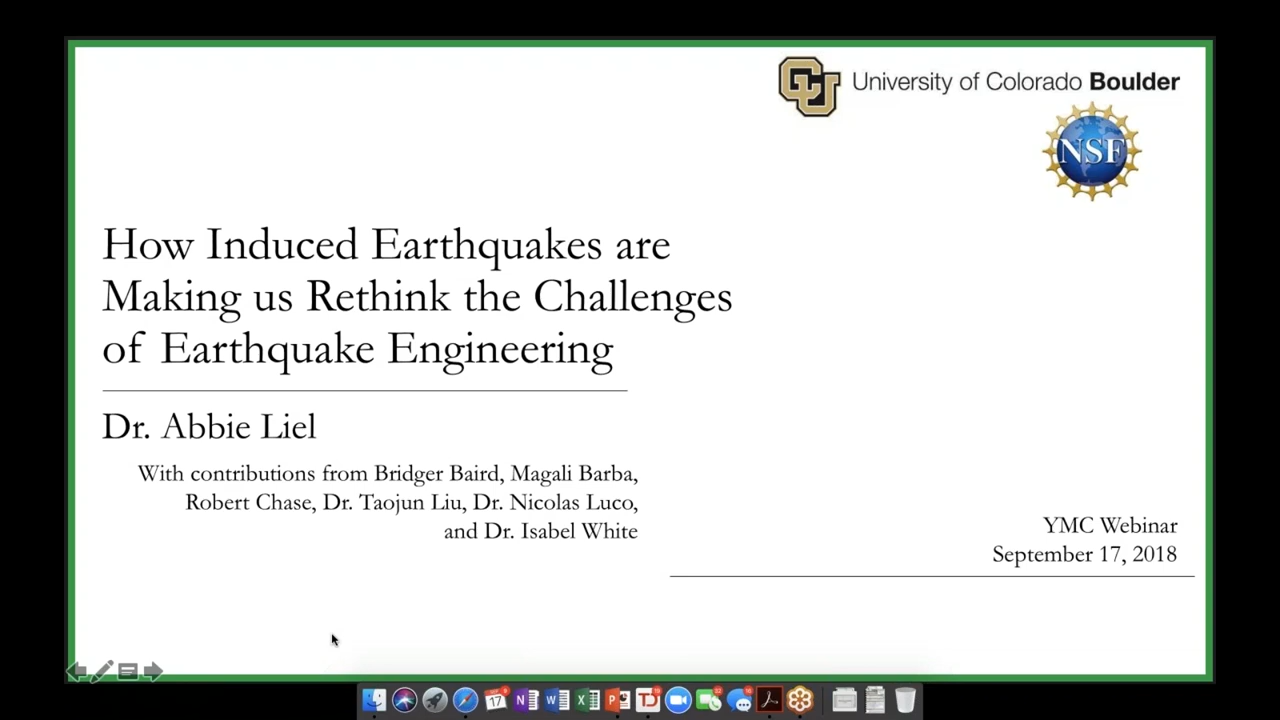 CU University of Colorado Boulder
NSF
How Induced Earthquakes are
Making us Rethink the Challenges
of Earthquake Engineering
Dr. Abbie Liel
With contributions from Bridger Baird, Magali Barba,
Robert Chase, Dr. Taojun Liu, Dr. Nicolas Luco,
and Dr. Isabel White
YMC Webinar
September 17, 2018
17